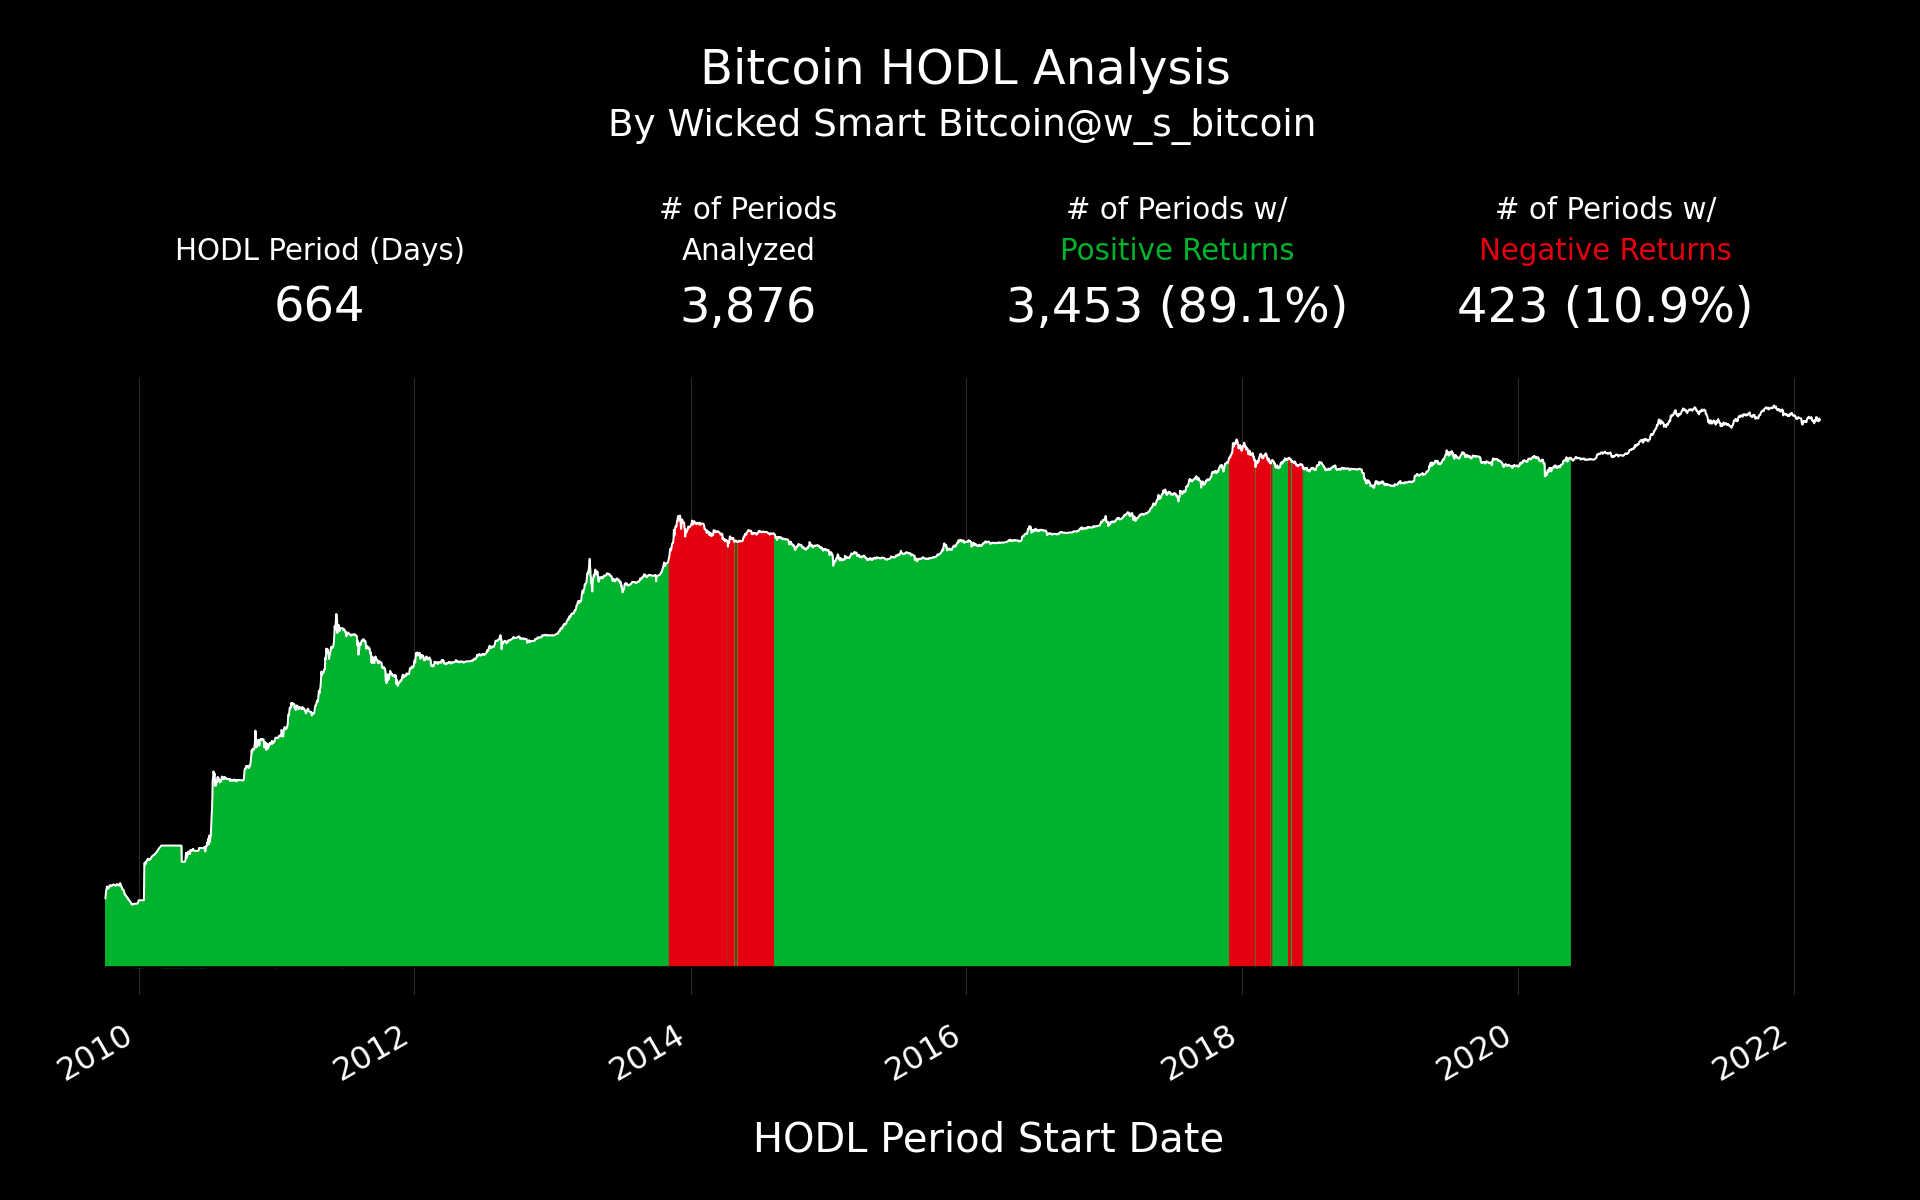 Bitcoin HODL Analysis
By Wicked Smart Bitcoin@w_s_bitcoin
HODL Period (Days)
664
# of Periods
Analyzed
3,876
# of Periods w/
Positive Returns
3,453 (89.1%)
# of Periods w/
Negative Returns
423 (10.9%)
2010
2012
2014
2016
2018
2020
2022
HODL Period Start Date